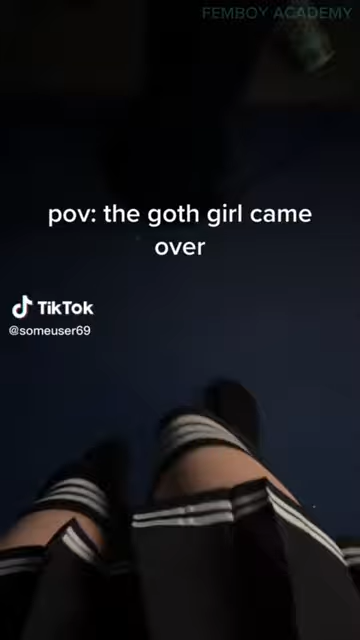 FEMBOY ACADEMY
pov: the goth girl came
over
TikTok
@someuser69